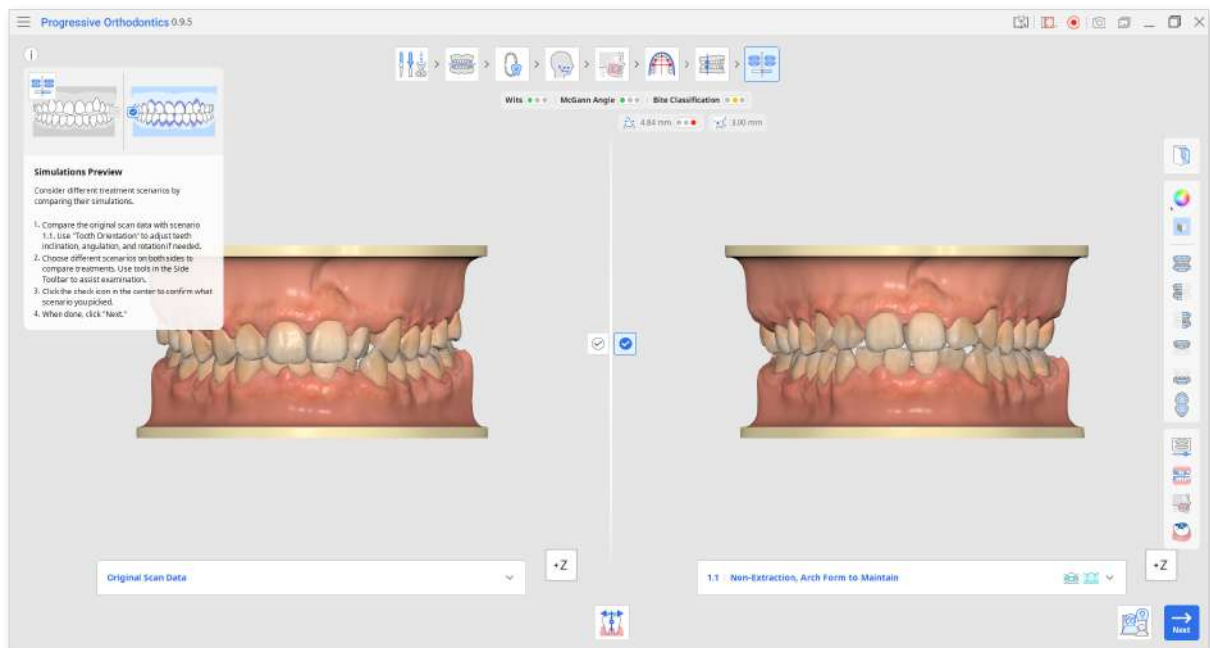 Progressive Orthodontics 0.9.5
Wits
McGann Angle
Bite Classification
4.84 mm
3.00 mm
Simulations Preview
Consider different treatment scenarios by
comparing their simulations.
1. Compare the original scan data with scenario
1.1. Use "Tooth Orientation" to adjust teeth
inclination, angulation, and rotation if needed.
2. Choose different scenarios on both sides to
compare treatments. Use tools in the Side
Toolbar to assist examination.
3. Click the check icon in the center to confirm what
scenario you picked.
4. When done, click "Next."
Original Scan Data
+Z
1.1 Non-Extraction, Arch Form to Maintain
+Z
Next